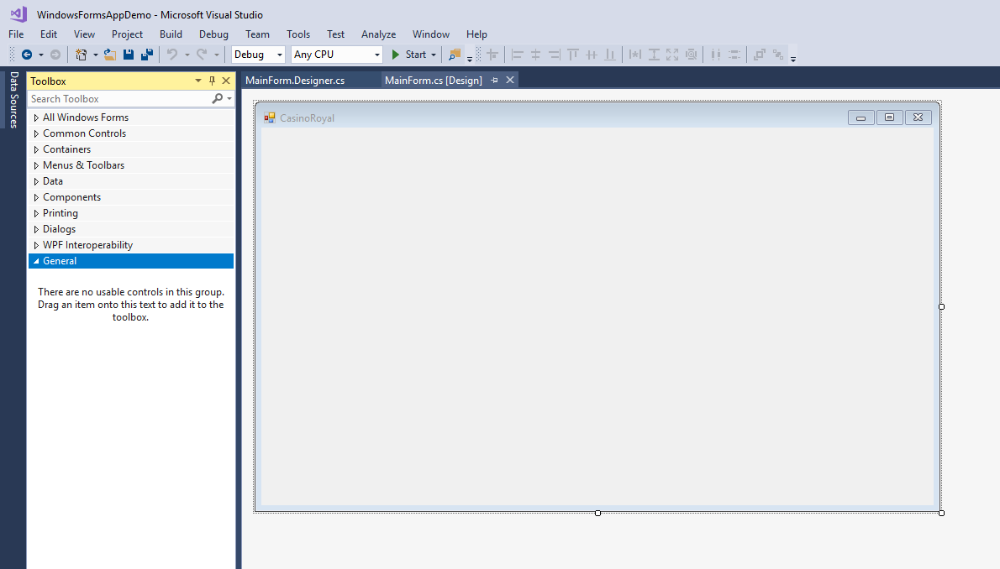 WindowsFormsAppDemo - Microsoft Visual Studio
File Edit View Project Build Debug Team Tools Test Analyze Window Help
Debug Any CPU Start
Data Sources
Toolbox
Search Toolbox
All Windows Forms
Common Controls
Containers
Menus & Toolbars
Data
Components
Printing
Dialogs
WPF Interoperability
General
There are no usable controls in this group.
Drag an item onto this text to add it to the
toolbox.
MainForm.Designer.cs MainForm.cs [Design]
CasinoRoyal